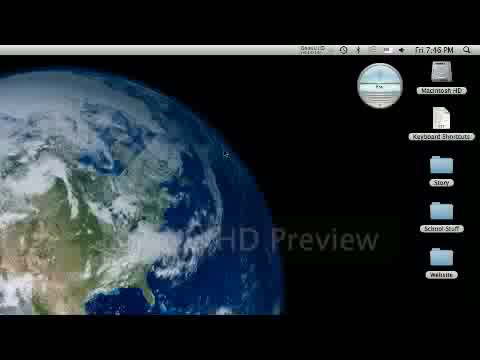 Fri 7:46 PM
Macintosh HD
Keyboard Shortcuts
Story
HD Preview
School Stuff
Website